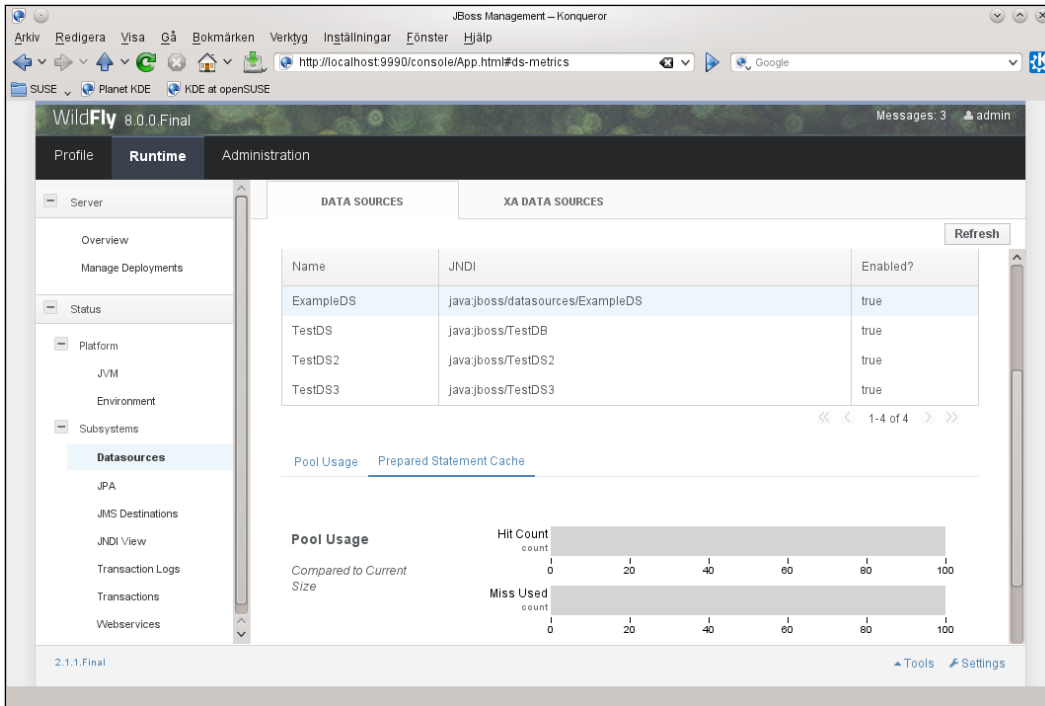 JBoss Management – Konqueror
Arkiv Redigera Visa Gå Bokmärken Verktyg Inställningar Fönster Hjälp
http://localhost:9990/console/App.html#ds-metrics Google
SUSE Planet KDE KDE at openSUSE
WildFly 8.0.0.Final Messages: 3 admin
Profile Runtime Administration
Server
Overview
Manage Deployments
Status
Platform
JVM
Environment
Subsystems
Datasources
JPA
JMS Destinations
JNDI View
Transaction Logs
Transactions
Webservices
DATA SOURCES XA DATA SOURCES
Refresh
Name JNDI Enabled?
ExampleDS java:jboss/datasources/ExampleDS true
TestDS java:jboss/TestDB true
TestDS2 java:jboss/TestDS2 true
TestDS3 java:jboss/TestDS3 true
1-4 of 4
Pool Usage Prepared Statement Cache
Pool Usage
Compared to Current
Size
Hit Count
count
0 20 40 60 80 100
Miss Used
count
0 20 40 60 80 100
2.1.1.Final Tools Settings